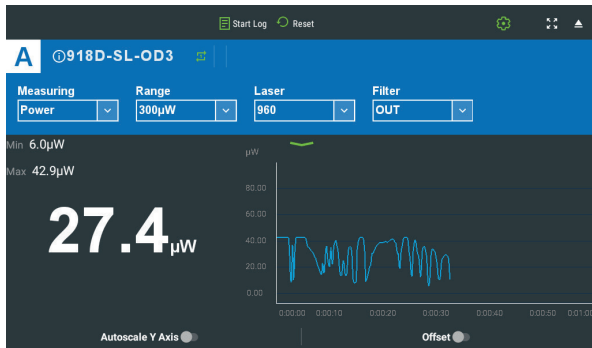 Start Log Reset
A 918D-SL-OD3
Measuring Range Laser Filter
Power 300µW 960 OUT
Min 6.0µW
Max 42.9µW
27.4µW
µW
80.00
60.00
40.00
20.00
0.00
0:00:00 0:00:10 0:00:20 0:00:30 0:00:40 0:00:50 0:01:00
Autoscale Y Axis Offset